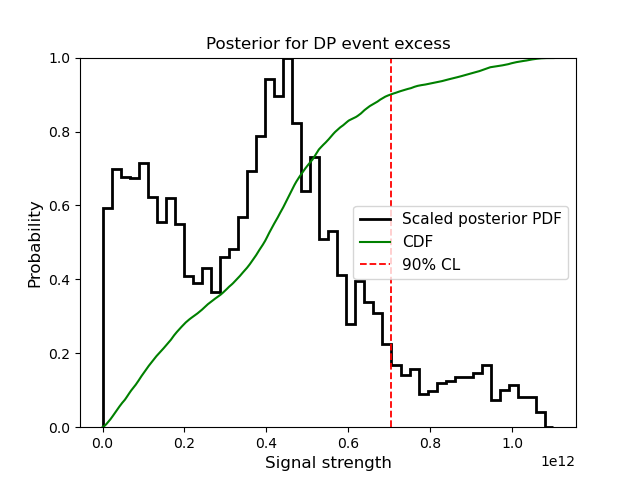 Posterior for DP event excess
Probability
1.0
0.8
0.6
0.4
0.2
0.0
Scaled posterior PDF
CDF
90% CL
0.0 0.2 0.4 0.6 0.8 1.0
1e12
Signal strength